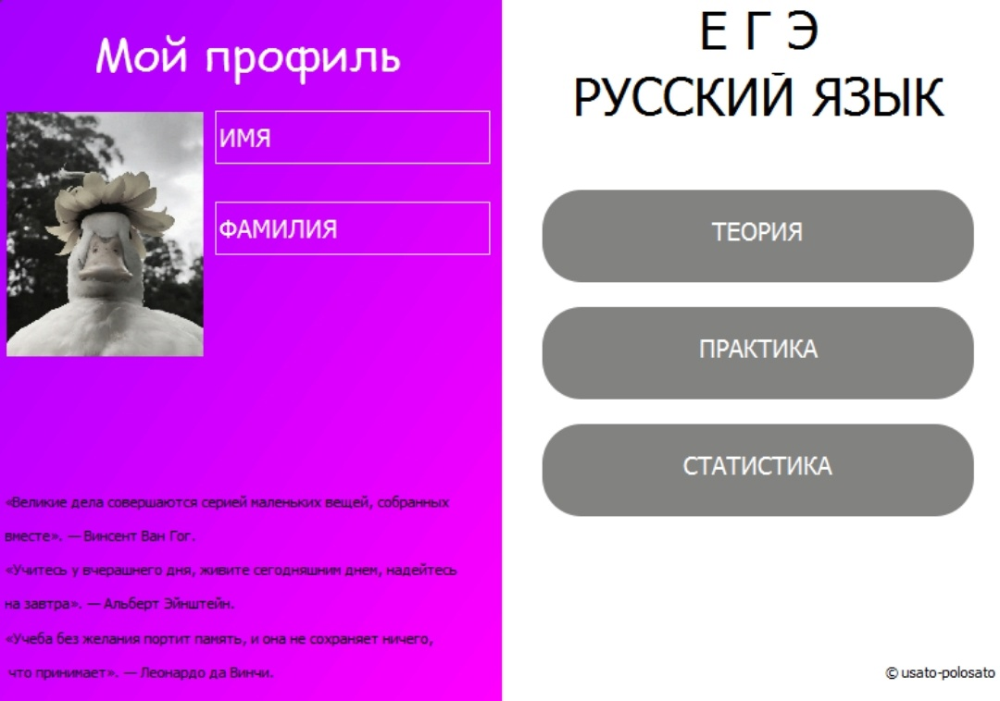 Мой профиль
ИМЯ
ФАМИЛИЯ
«Великие дела совершаются серией маленьких вещей, собранных
вместе». — Винсент Ван Гог.
«Учитесь у вчерашнего дня, живите сегодняшним днем, надейтесь
на завтра». — Альберт Эйнштейн.
«Учеба без желания портит память, и она не сохраняет ничего,
что принимает». — Леонардо да Винчи.
Е Г Э
РУССКИЙ ЯЗЫК
ТЕОРИЯ
ПРАКТИКА
СТАТИСТИКА
© usato-polosato